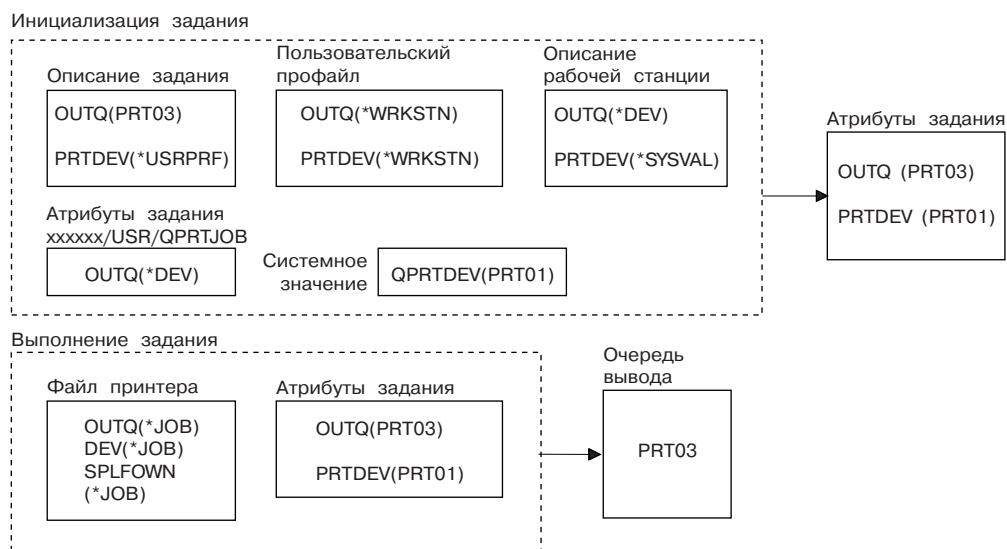 Инициализация задания
Описание задания
OUTQ(PRT03)
PRTDEV(*USRPRF)
Пользовательский
профайл
OUTQ(*WRKSTN)
PRTDEV(*WRKSTN)
Описание
рабочей станции
OUTQ(*DEV)
PRTDEV(*SYSVAL)
Атрибуты задания
OUTQ (PRT03)
PRTDEV (PRT01)
Атрибуты задания
xxxxxx/USR/QPRTJOB
OUTQ(*DEV)
Системное
значение
QPRTDEV(PRT01)
Выполнение задания
Файл принтера
OUTQ(*JOB)
DEV(*JOB)
SPLFOWN
(*JOB)
Атрибуты задания
OUTQ(PRT03)
PRTDEV(PRT01)
Очередь
вывода
PRT03